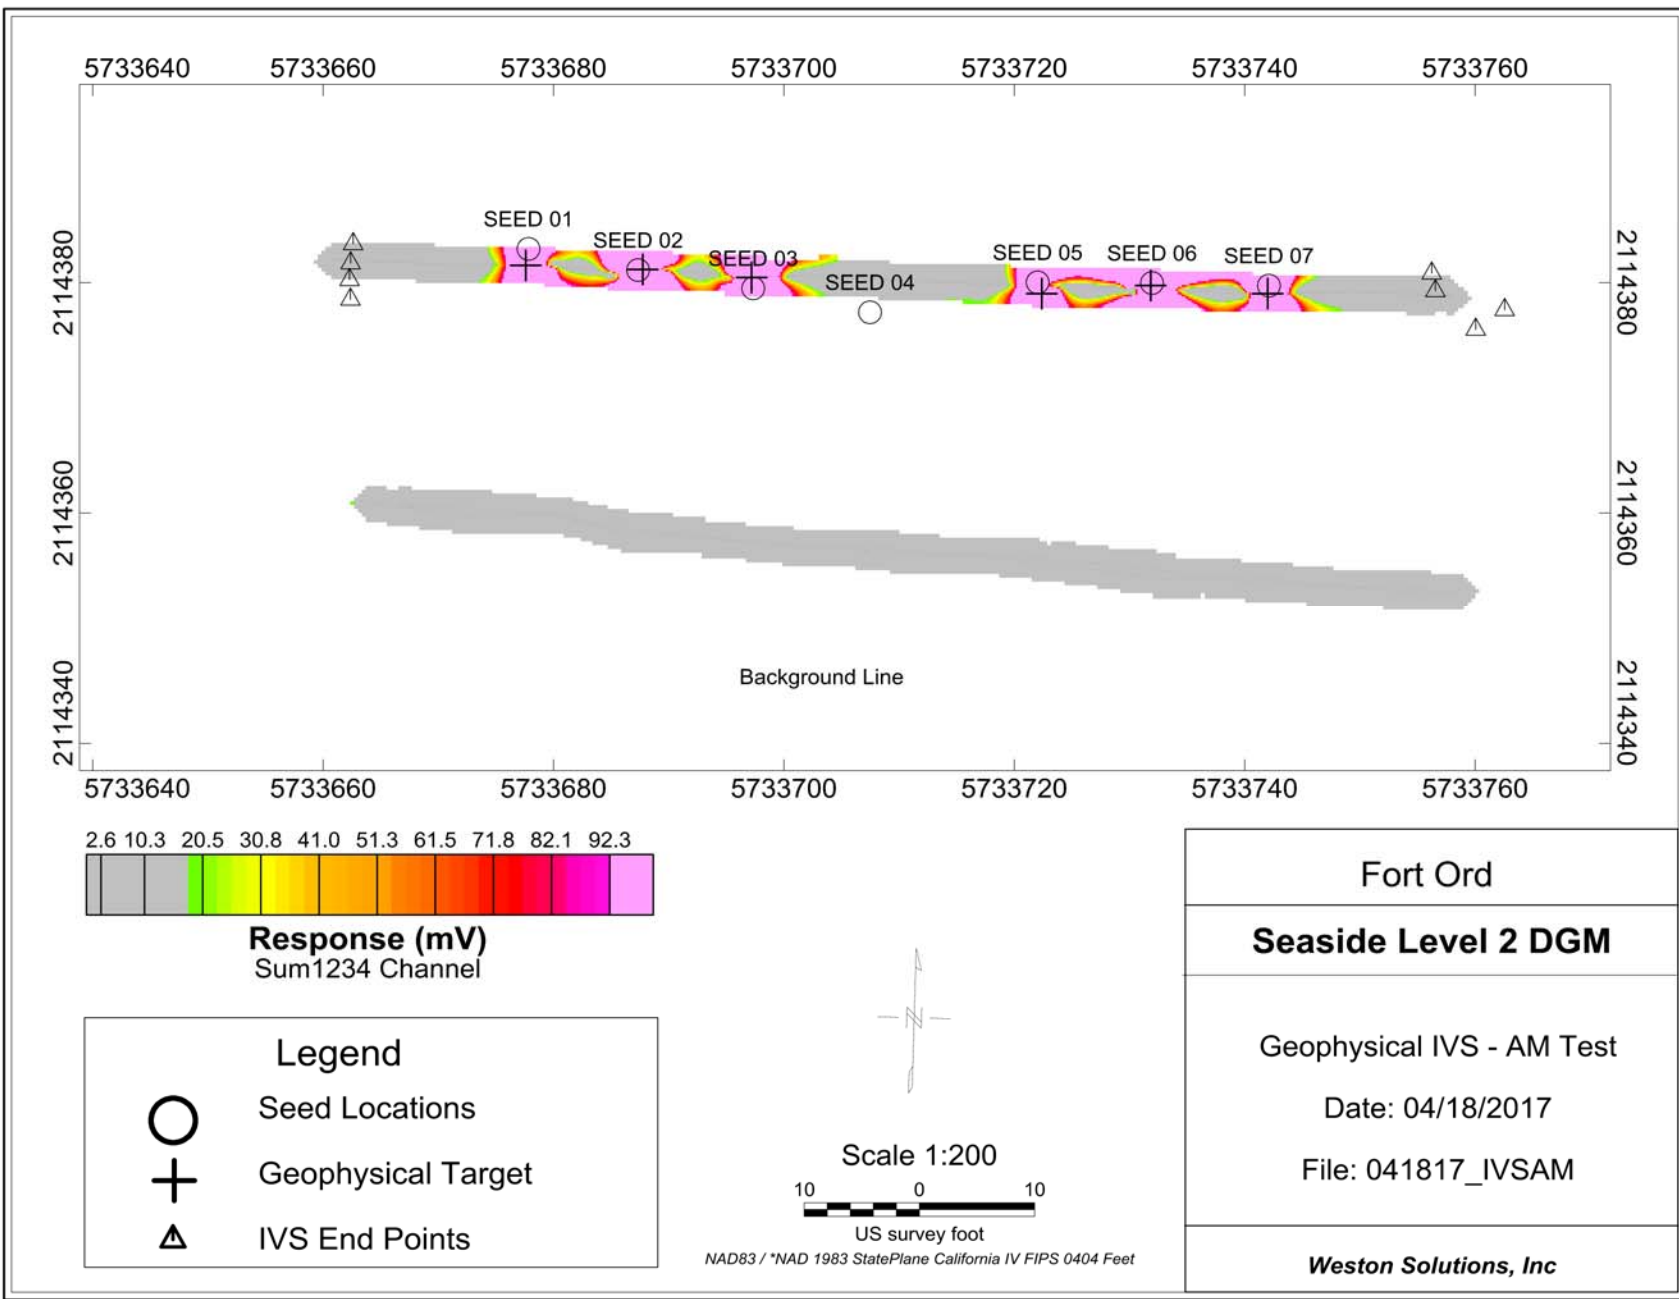 5733640 5733660 5733680 5733700 5733720 5733740 5733760
2114380
2114380
SEED 01
SEED 02
SEED 03
SEED 04
SEED 05
SEED 06
SEED 07
2114360
2114360
Background Line
2114340
2114340
5733640 5733660 5733680 5733700 5733720 5733740 5733760
2.6 10.3 20.5 30.8 41.0 51.3 61.5 71.8 82.1 92.3
Response (mV)
Sum1234 Channel
Legend
Seed Locations
Geophysical Target
IVS End Points
N
Scale 1:200
10 0 10
US survey foot
NAD83 / *NAD 1983 StatePlane California IV FIPS 0404 Feet
Fort Ord
Seaside Level 2 DGM
Geophysical IVS - AM Test
Date: 04/18/2017
File: 041817_IVSAM
Weston Solutions, Inc